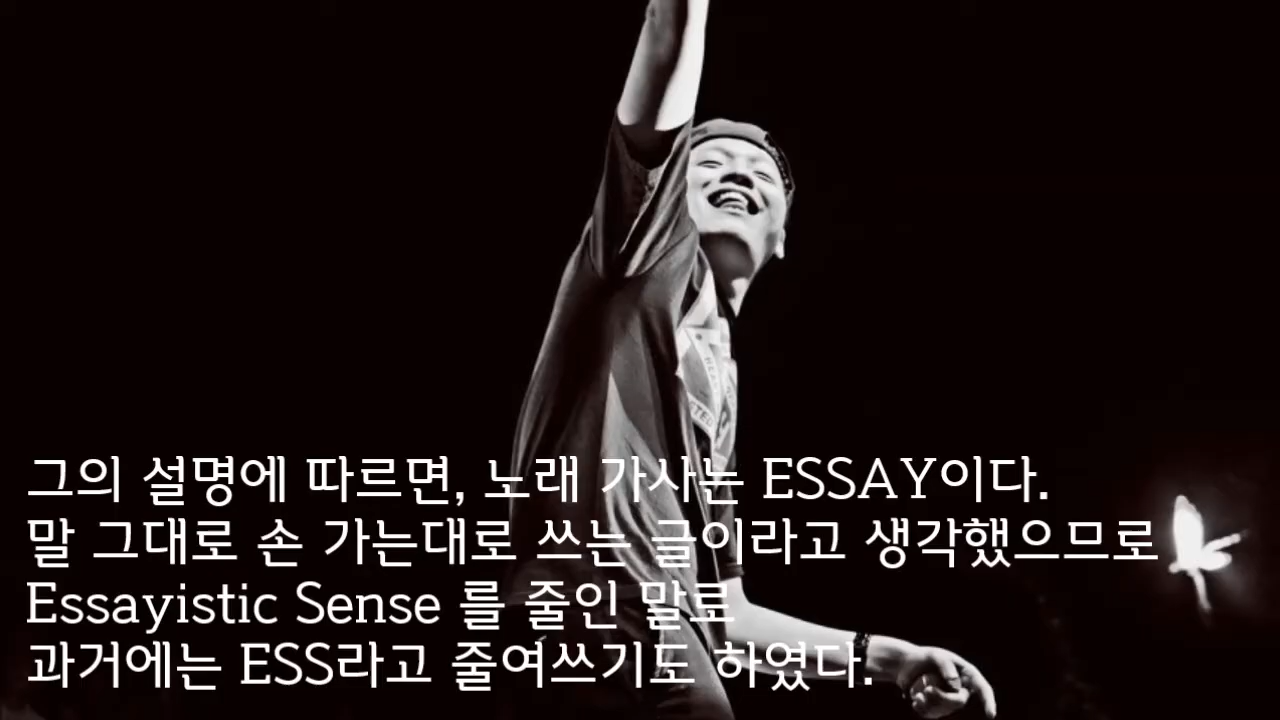 그의 설명에 따르면, 노래 가사는 ESSAY이다.
말 그대로 손 가는대로 쓰는 글이라고 생각했으므로
Essayistic Sense 를 줄인 말로
과거에는 ESS라고 줄여쓰기도 하였다.